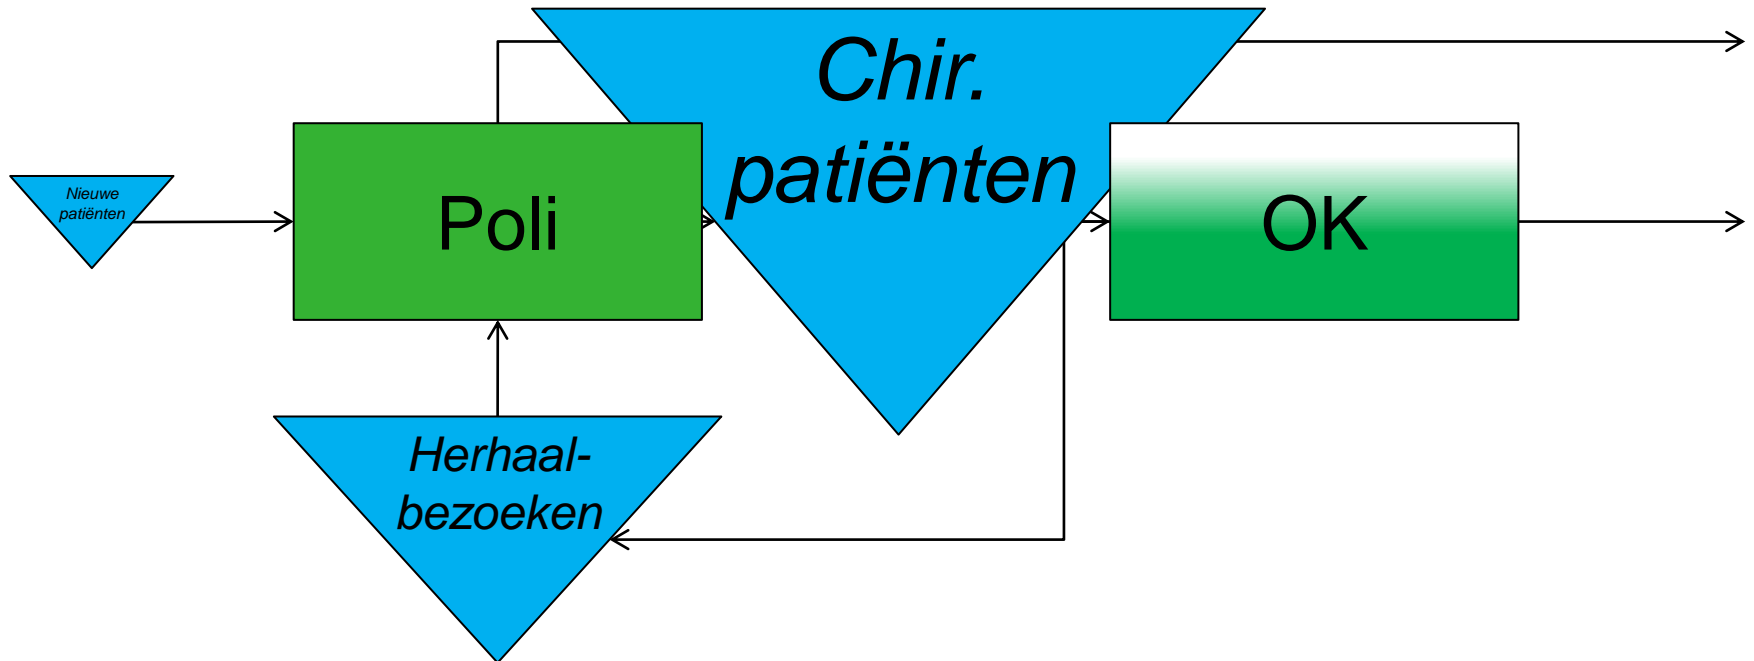 Chir.
patiënten
Nieuwe
patiënten
Poli
OK
Herhaal-
bezoeken